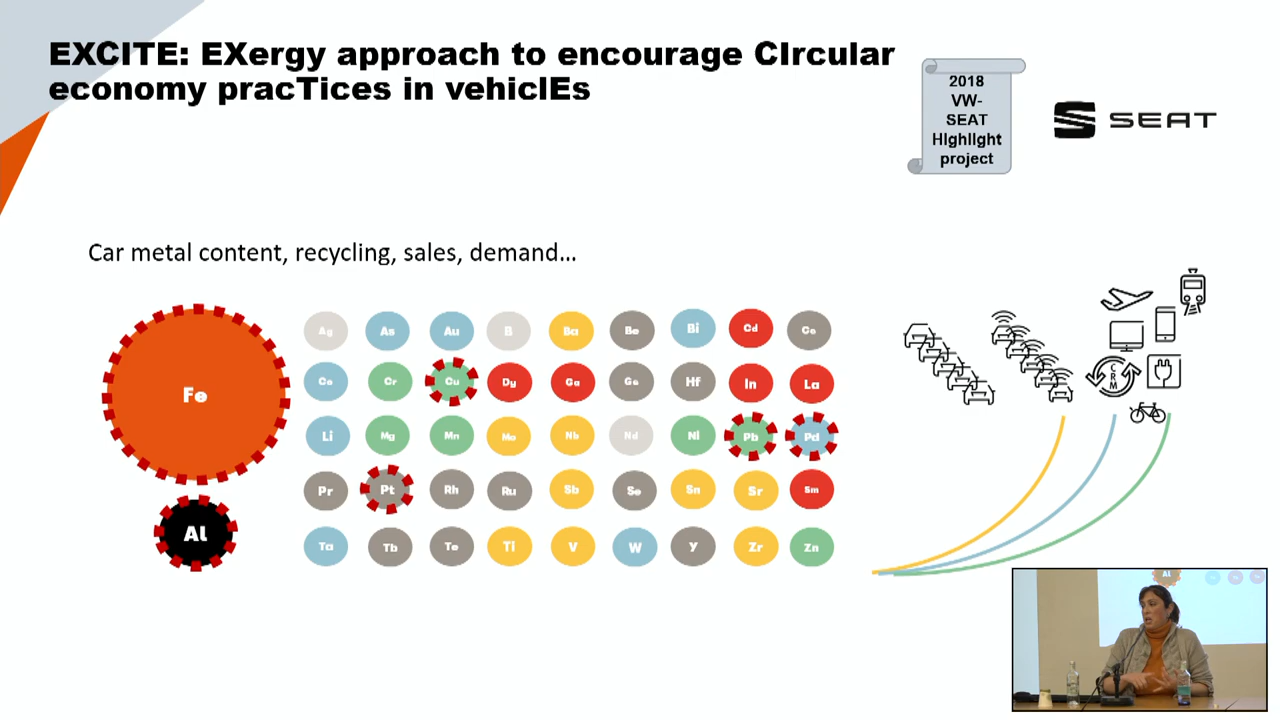 EXCITE: EXergy approach to encourage CIrcular
economy pracTices in vehiclEs
2018
VW-
SEAT
Highlight
project
SEAT
Car metal content, recycling, sales, demand...
Fe
Al
Ag As Au B Ba Be Bi Cd Ce
Co Cr Cu Dy Ga Ge Hf In La
Li Mg Mn Mo Nb Nd Ni Pb Pd
Pr Pt Rh Ru Sb Se Sn Sr Sm
Ta Tb Te Ti V W Y Zr Zn
CRM
Al